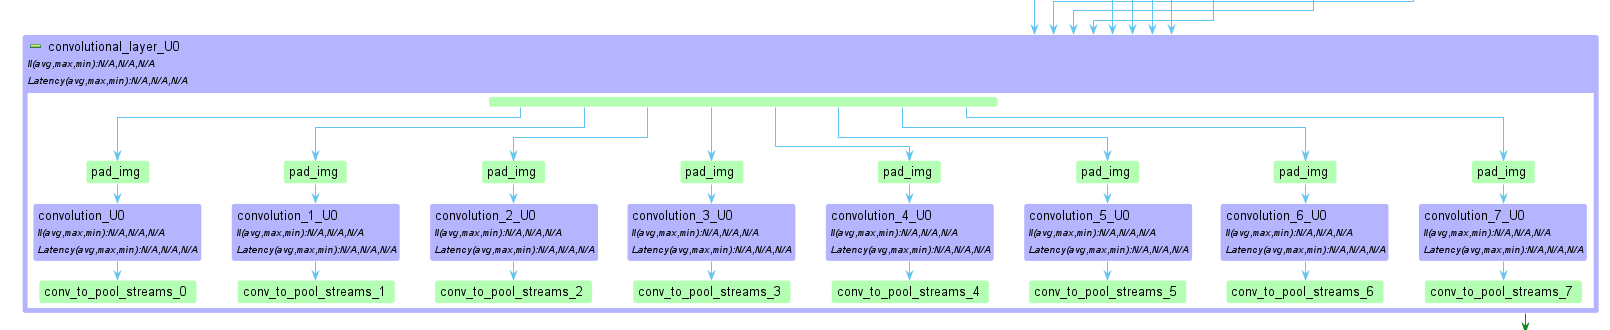 convolutional_layer_U0
II(avg,max,min):N/A,N/A,N/A
Latency(avg,max,min):N/A,N/A,N/A
pad_img pad_img pad_img pad_img pad_img pad_img pad_img pad_img
convolution_U0 convolution_1_U0 convolution_2_U0 convolution_3_U0 convolution_4_U0 convolution_5_U0 convolution_6_U0 convolution_7_U0
II(avg,max,min):N/A,N/A,N/A II(avg,max,min):N/A,N/A,N/A II(avg,max,min):N/A,N/A,N/A II(avg,max,min):N/A,N/A,N/A II(avg,max,min):N/A,N/A,N/A II(avg,max,min):N/A,N/A,N/A II(avg,max,min):N/A,N/A,N/A II(avg,max,min):N/A,N/A,N/A
Latency(avg,max,min):N/A,N/A,N/A Latency(avg,max,min):N/A,N/A,N/A Latency(avg,max,min):N/A,N/A,N/A Latency(avg,max,min):N/A,N/A,N/A Latency(avg,max,min):N/A,N/A,N/A Latency(avg,max,min):N/A,N/A,N/A Latency(avg,max,min):N/A,N/A,N/A Latency(avg,max,min):N/A,N/A,N/A
conv_to_pool_streams_0 conv_to_pool_streams_1 conv_to_pool_streams_2 conv_to_pool_streams_3 conv_to_pool_streams_4 conv_to_pool_streams_5 conv_to_pool_streams_6 conv_to_pool_streams_7